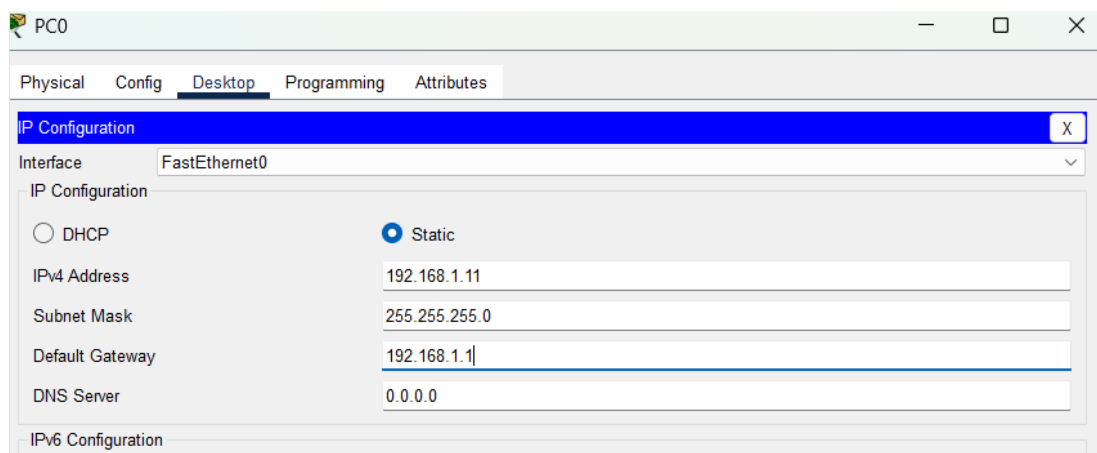 PC0
Physical Config Desktop Programming Attributes
IP Configuration X
Interface FastEthernet0
IP Configuration
DHCP Static
IPv4 Address 192.168.1.11
Subnet Mask 255.255.255.0
Default Gateway 192.168.1.1
DNS Server 0.0.0.0
IPv6 Configuration